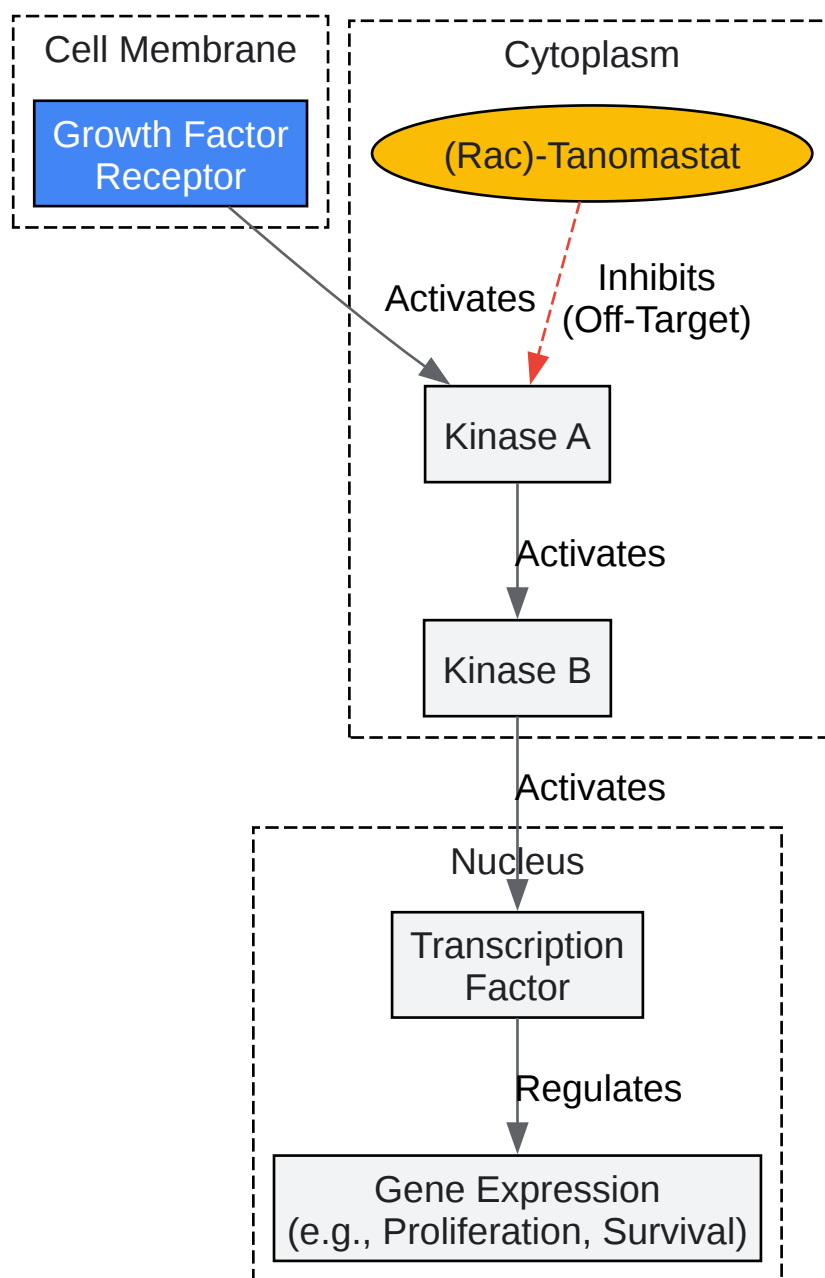 Cell Membrane
Growth Factor
Receptor
Cytoplasm
(Rac)-Tanomastat
Activates
Inhibits
(Off-Target)
Kinase A
Activates
Kinase B
Activates
Nucleus
Transcription
Factor
Regulates
Gene Expression
(e.g., Proliferation, Survival)